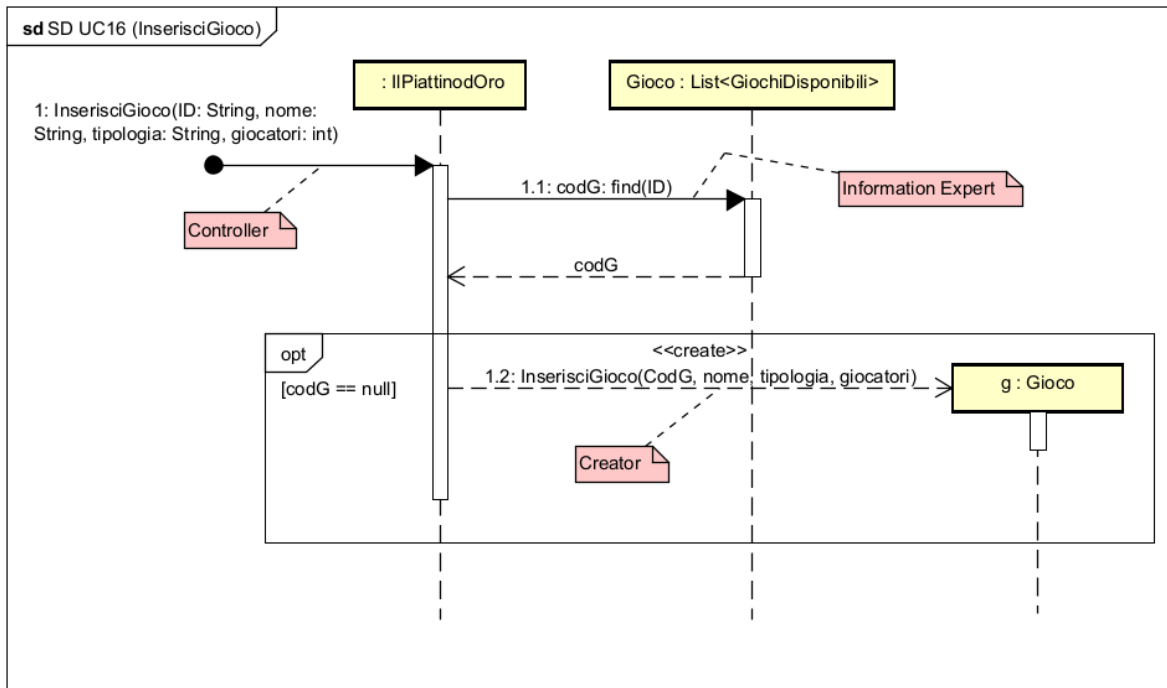 sd SD UC16 (InserisciGioco)
: IlPiattinodOro
Gioco : List<GiochiDisponibili>
1: InserisciGioco(ID: String, nome:
String, tipologia: String, giocatori: int)
1.1: codG: find(ID)
Information Expert
Controller
codG
opt
[codG == null]
<<create>>
1.2: InserisciGioco(CodG, nome, tipologia, giocatori)
g : Gioco
Creator